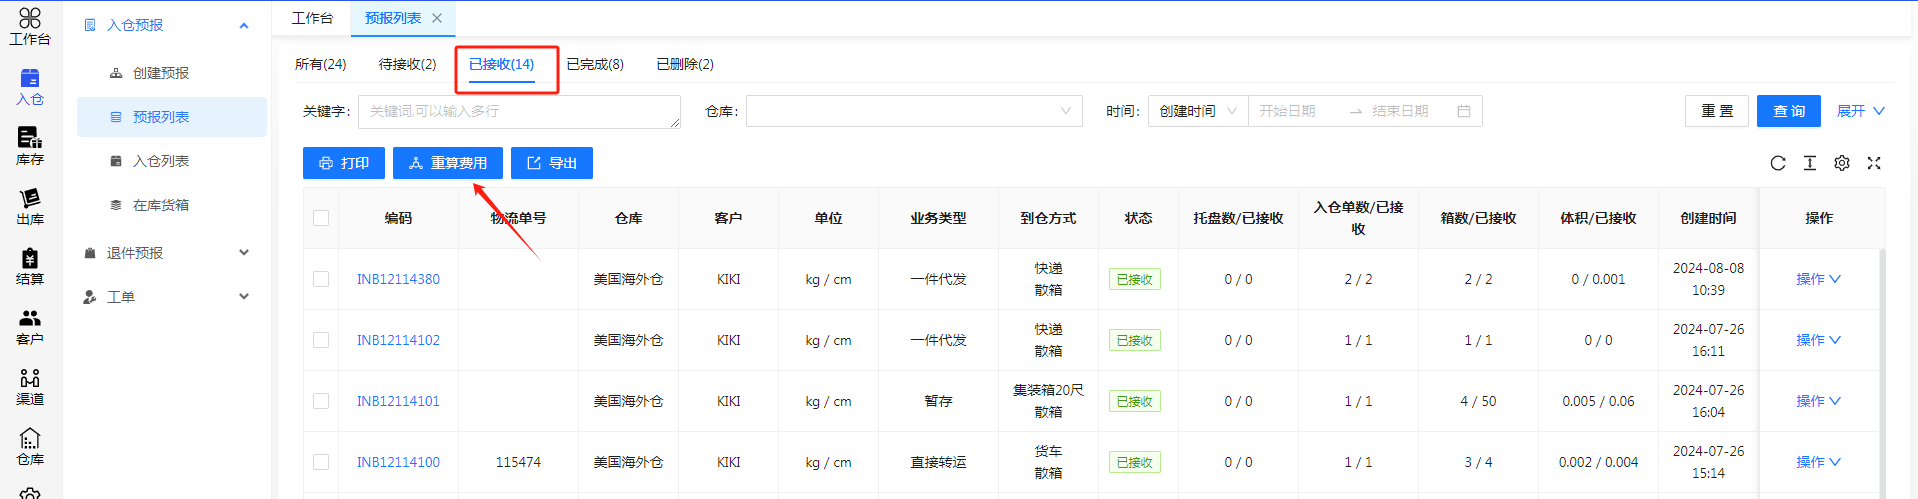 工作台
入仓
库存
出库
结算
客户
渠道
仓库
入仓预报
创建预报
预报列表
入仓列表
在库货箱
退件预报
工单
工作台
预报列表
所有(24)
待接收(2)
已接收(14)
已完成(8)
已删除(2)
关键字:
关键词,可以输入多行
仓库:
时间:
创建时间
开始日期
结束日期
重 置
查 询
展开
打印
重算费用
导出
编码
物流单号
仓库
客户
单位
业务类型
到仓方式
状态
托盘数/已接收
入仓单数/已接
收
箱数/已接收
体积/已接收
创建时间
操作
INB12114380
美国海外仓
KIKI
kg / cm
一件代发
快递
散箱
已接收
0 / 0
2 / 2
2 / 2
0 / 0.001
2024-08-08
10:39
操作
INB12114102
美国海外仓
KIKI
kg / cm
一件代发
快递
散箱
已接收
0 / 0
1 / 1
1 / 1
0 / 0
2024-07-26
16:11
操作
INB12114101
美国海外仓
KIKI
kg / cm
暂存
集装箱20尺
散箱
已接收
0 / 0
1 / 1
4 / 50
0.005 / 0.06
2024-07-26
16:04
操作
INB12114100
115474
美国海外仓
KIKI
kg / cm
直接转运
货车
散箱
已接收
0 / 0
1 / 1
3 / 4
0.002 / 0.004
2024-07-26
15:14
操作